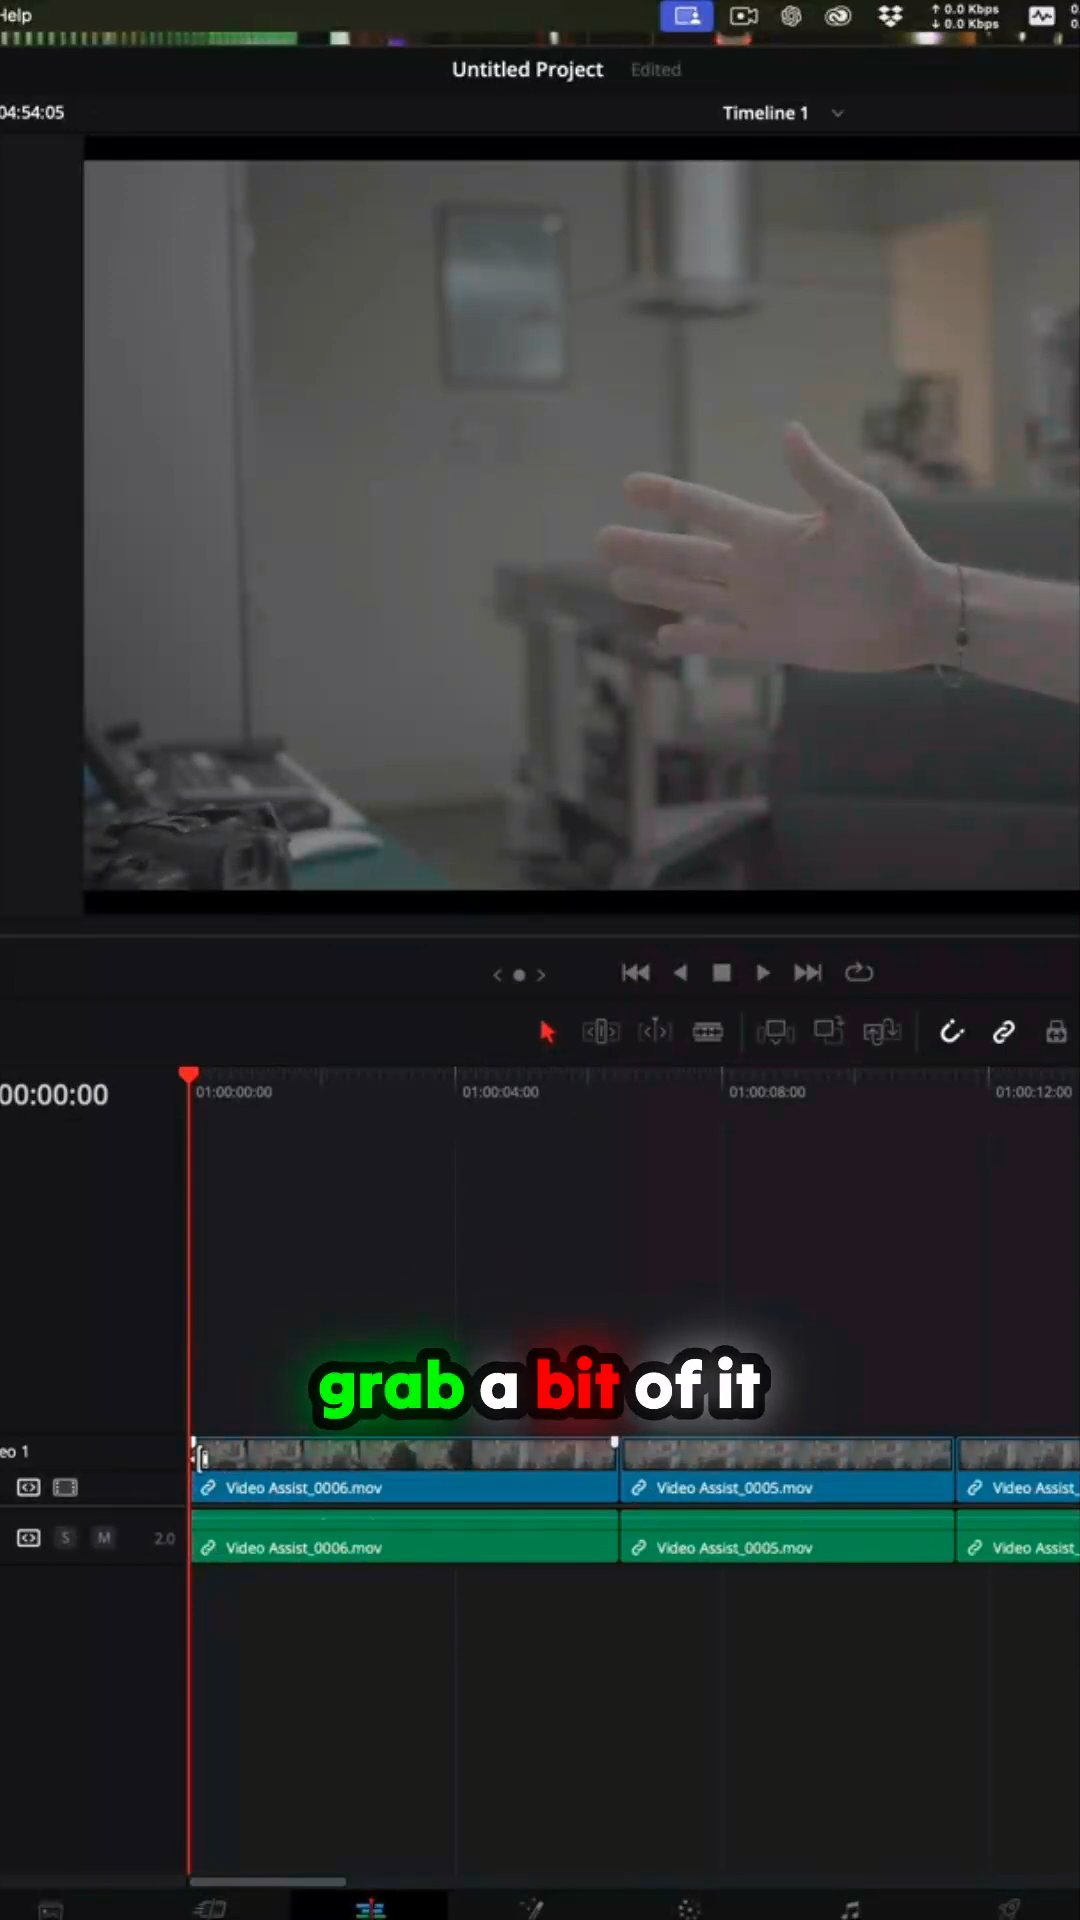 Help
↑ 0.0 Kbps
↓ 0.0 Kbps
Untitled Project Edited
04:54:05
Timeline 1
00:00:00
01:00:00:00 01:00:04:00 01:00:08:00 01:00:12:00
grab a bit of it
eo 1
Video Assist_0006.mov Video Assist_0005.mov Video Assist_
S M 2.0
Video Assist_0006.mov Video Assist_0005.mov Video Assist_